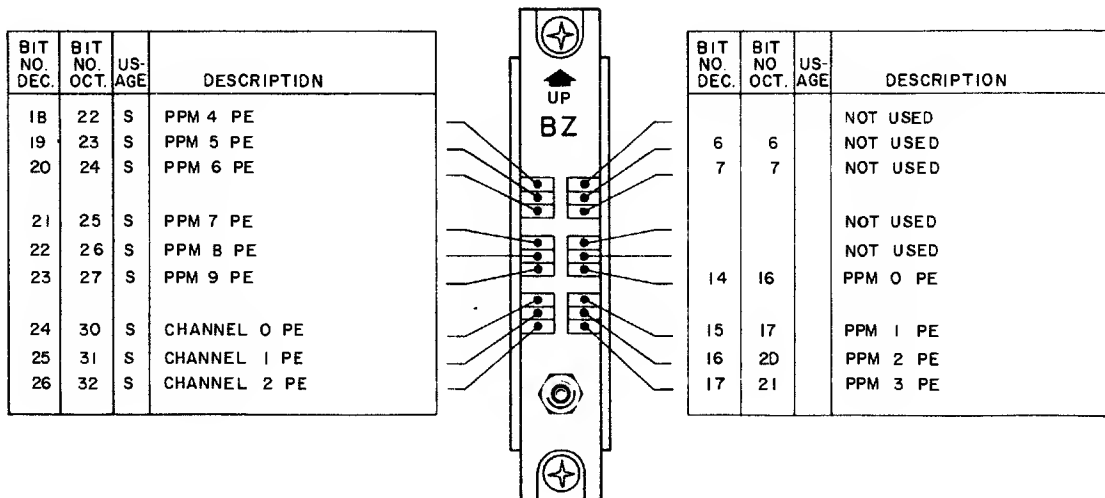 BIT NO. DEC. BIT NO. OCT. US-AGE DESCRIPTION
18 22 S PPM 4 PE
19 23 S PPM 5 PE
20 24 S PPM 6 PE
21 25 S PPM 7 PE
22 26 S PPM 8 PE
23 27 S PPM 9 PE
24 30 S CHANNEL 0 PE
25 31 S CHANNEL 1 PE
26 32 S CHANNEL 2 PE
UP
BZ
BIT NO. DEC. BIT NO OCT. US-AGE DESCRIPTION
NOT USED
6 6 NOT USED
7 7 NOT USED
NOT USED
NOT USED
14 16 PPM 0 PE
15 17 PPM 1 PE
16 20 PPM 2 PE
17 21 PPM 3 PE